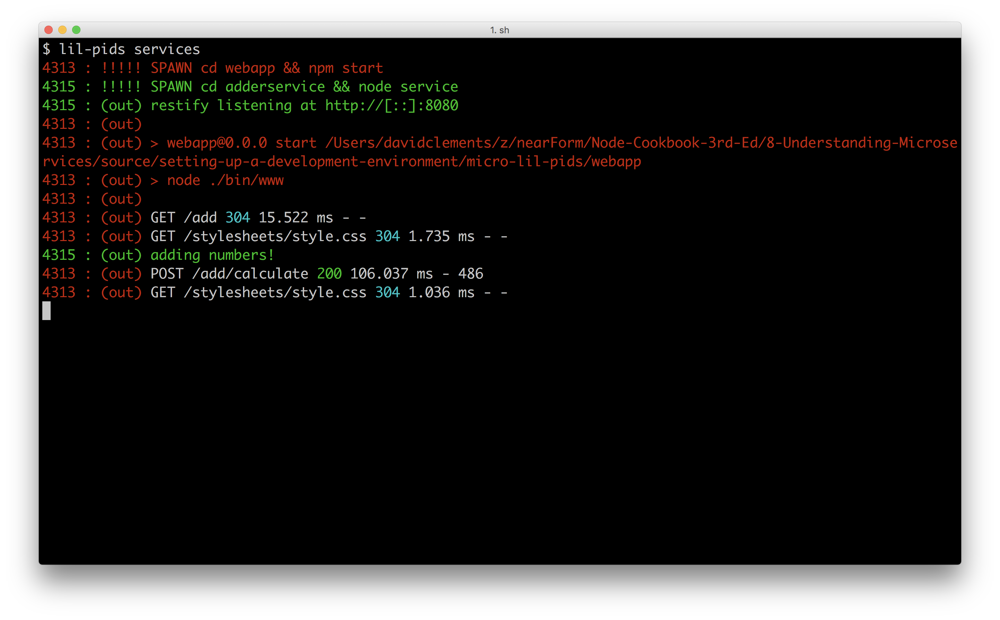 1. sh
$ lil-pids services
4313 : !!!!! SPAWN cd webapp && npm start
4315 : !!!!! SPAWN cd adderservice && node service
4315 : (out) restify listening at http://[::]:8080
4313 : (out)
4313 : (out) > webapp@0.0.0 start /Users/davidclements/z/nearForm/Node-Cookbook-3rd-Ed/8-Understanding-Microse
rvices/source/setting-up-a-development-environment/micro-lil-pids/webapp
4313 : (out) > node ./bin/www
4313 : (out)
4313 : (out) GET /add 304 15.522 ms - -
4313 : (out) GET /stylesheets/style.css 304 1.735 ms - -
4315 : (out) adding numbers!
4313 : (out) POST /add/calculate 200 106.037 ms - 486
4313 : (out) GET /stylesheets/style.css 304 1.036 ms - -